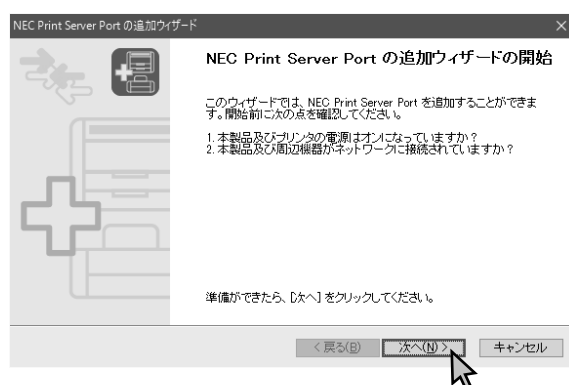 NEC Print Server Port の追加ウィザード
NEC Print Server Port の追加ウィザードの開始
このウィザードでは、NEC Print Server Port を追加することができま
す。開始前に次の点を確認してください。
1. 本製品及びプリンタの電源はオンになっていますか？
2. 本製品及び周辺機器がネットワークに接続されていますか？
準備ができたら、[次へ] をクリックしてください。
< 戻る(B)
次へ(N) >
キャンセル